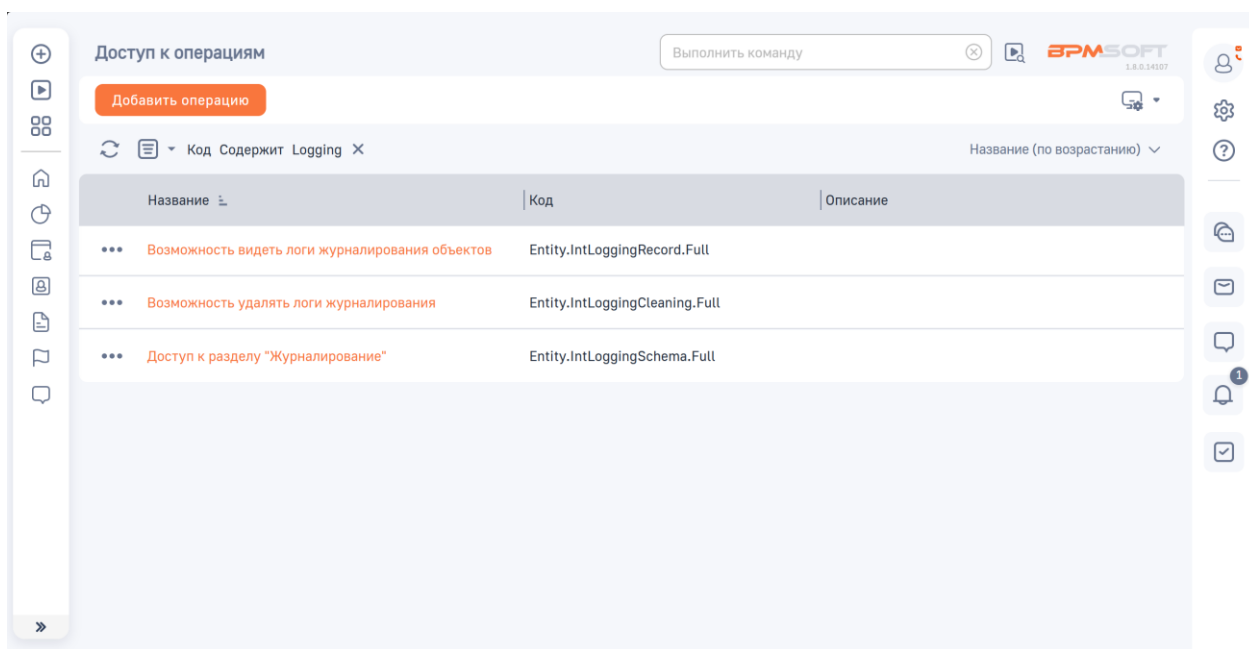 Доступ к операциям
Выполнить команду
BPMSOFT
1.8.0.14107
Добавить операцию
Код Содержит Logging
Название (по возрастанию)
Название Код Описание
Возможность видеть логи журналирования объектов Entity.IntLoggingRecord.Full
Возможность удалять логи журналирования Entity.IntLoggingCleaning.Full
Доступ к разделу "Журналирование" Entity.IntLoggingSchema.Full
1